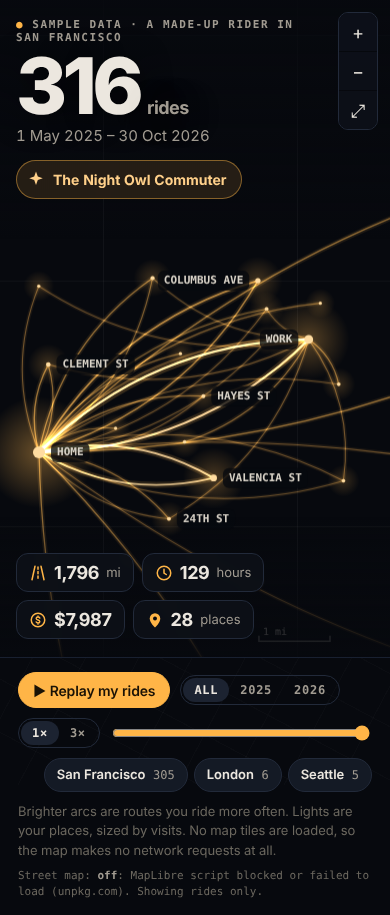 ● SAMPLE DATA · A MADE-UP RIDER IN
SAN FRANCISCO
316 rides
1 May 2025 – 30 Oct 2026
The Night Owl Commuter
+
−
COLUMBUS AVE
WORK
CLEMENT ST
HAYES ST
HOME
VALENCIA ST
24TH ST
1,796 mi
129 hours
$7,987
28 places
1 mi
▶ Replay my rides
ALL 2025 2026
1× 3×
San Francisco 305
London 6
Seattle 5
Brighter arcs are routes you ride more often. Lights are
your places, sized by visits. No map tiles are loaded, so
the map makes no network requests at all.
Street map: off: MapLibre script blocked or failed to
load (unpkg.com). Showing rides only.